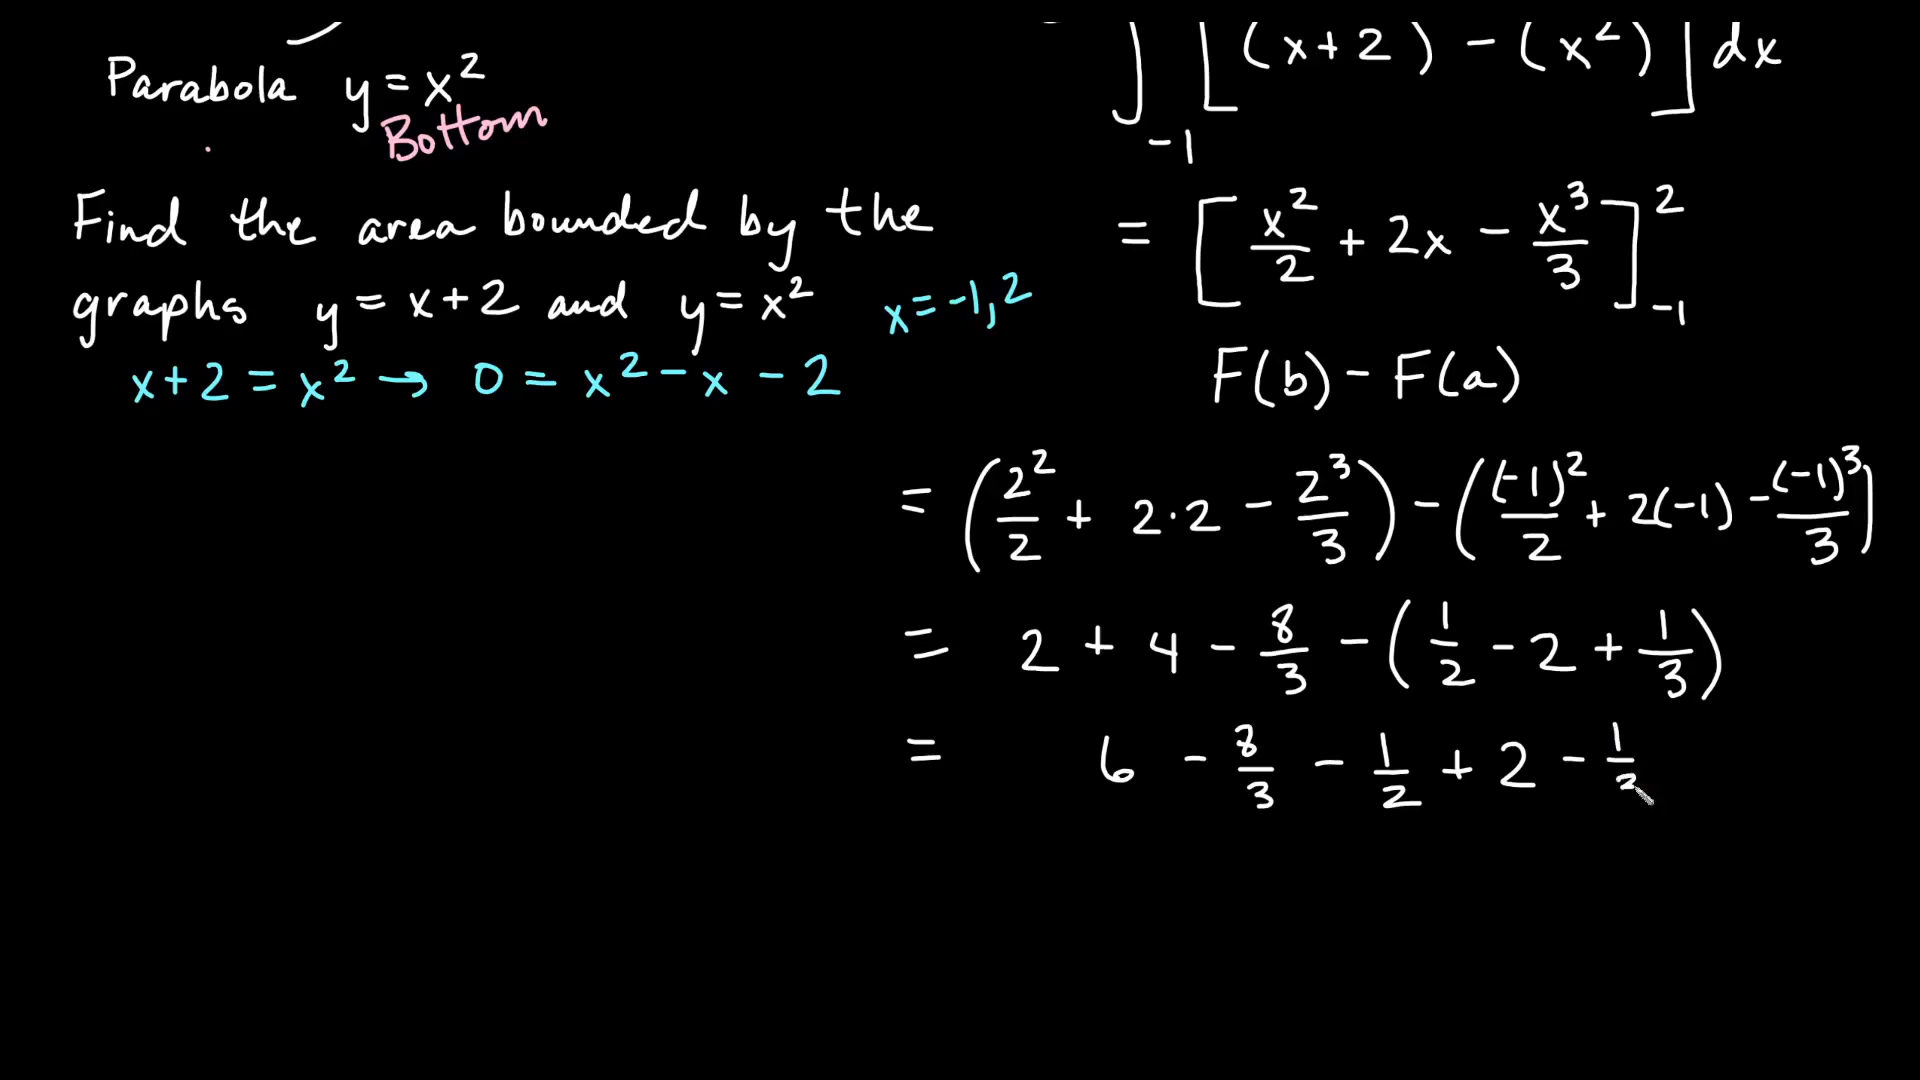 Parabola y = x²
Bottom
Find the area bounded by the
graphs y = x+2 and y = x² x = -1, 2
x+2 = x² → 0 = x² - x - 2
∫₋₁ [(x+2) - (x²)] dx
= [x²/2 + 2x - x³/3]²₋₁
F(b) - F(a)
= (2²/2 + 2·2 - 2³/3) - ((-1)²/2 + 2(-1) - (-1)³/3)
= 2 + 4 - 8/3 - (1/2 - 2 + 1/3)
= 6 - 8/3 - 1/2 + 2 - 1/